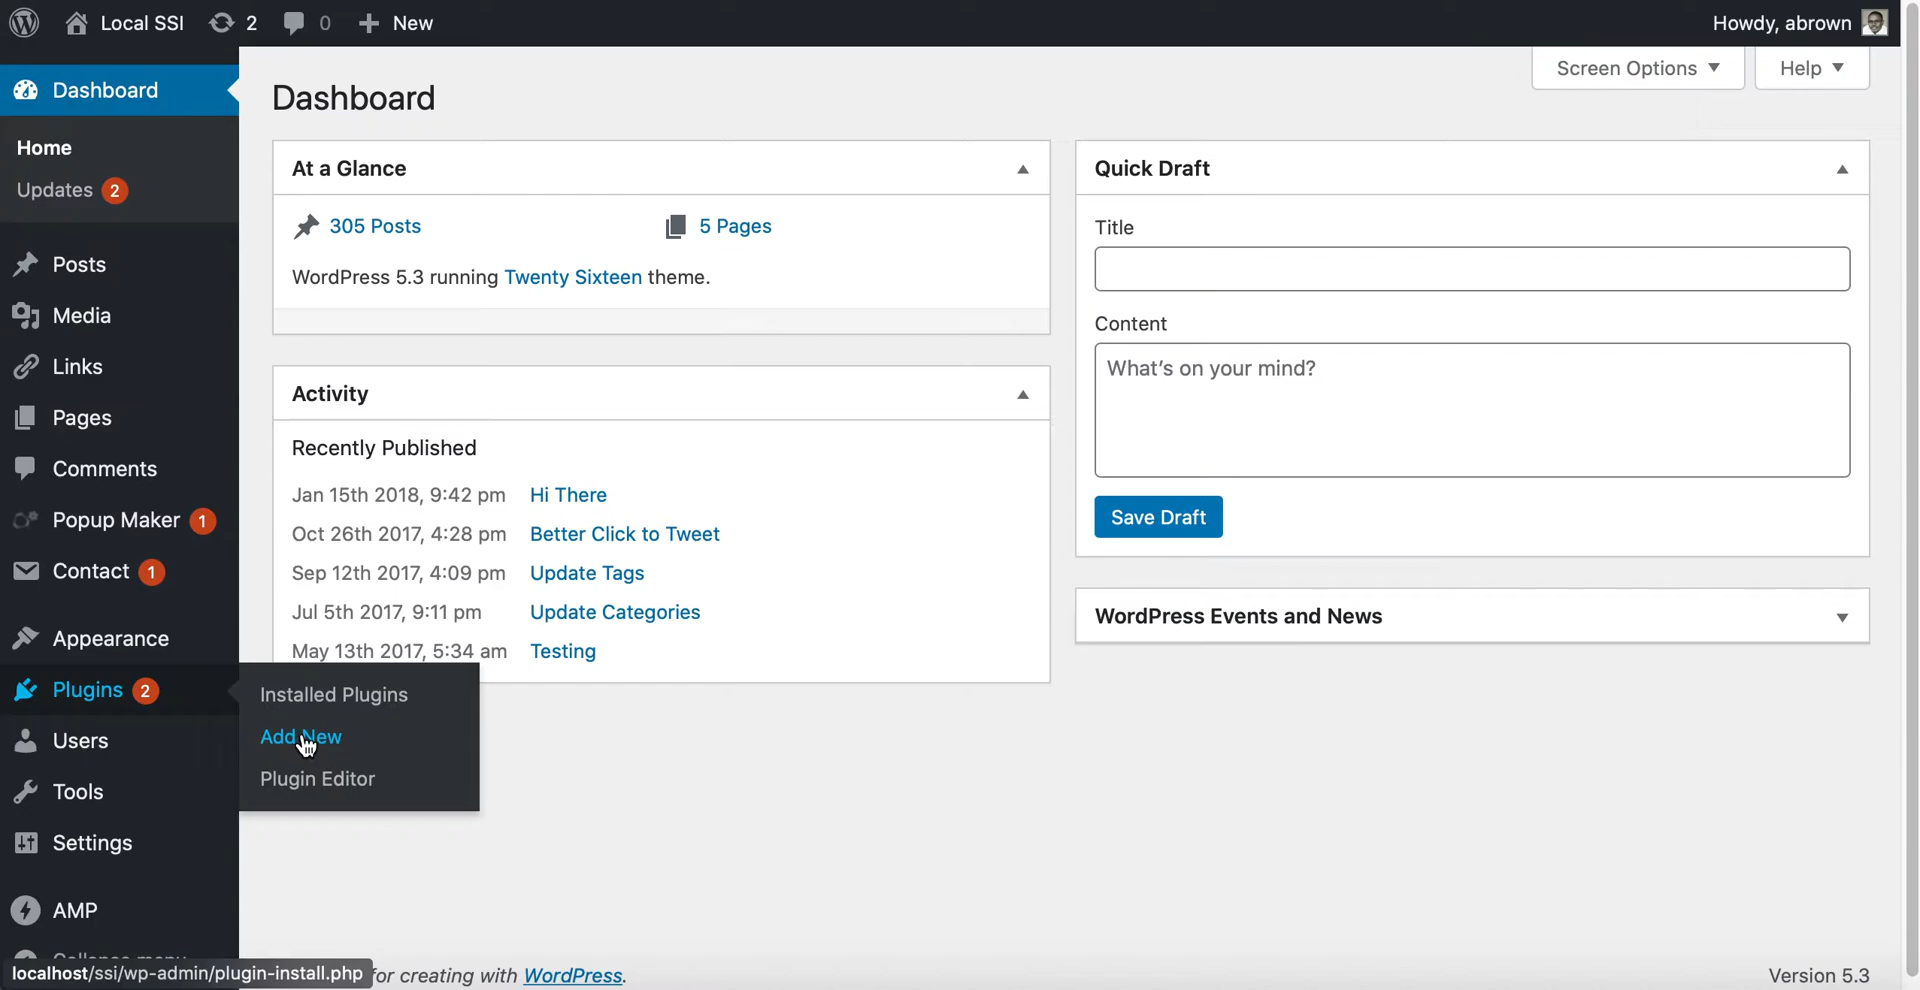 Local SSI 2 0 + New
Howdy, abrown
Dashboard
Home
Updates 2
Posts
Media
Links
Pages
Comments
Popup Maker 1
Contact 1
Appearance
Plugins 2
Users
Tools
Settings
AMP
Installed Plugins
Add New
Plugin Editor
Screen Options
Help
Dashboard
At a Glance
305 Posts
5 Pages
WordPress 5.3 running Twenty Sixteen theme.
Activity
Recently Published
Jan 15th 2018, 9:42 pm Hi There
Oct 26th 2017, 4:28 pm Better Click to Tweet
Sep 12th 2017, 4:09 pm Update Tags
Jul 5th 2017, 9:11 pm Update Categories
May 13th 2017, 5:34 am Testing
Quick Draft
Title
Content
What's on your mind?
Save Draft
WordPress Events and News
localhost/ssi/wp-admin/plugin-install.php
for creating with WordPress.
Version 5.3